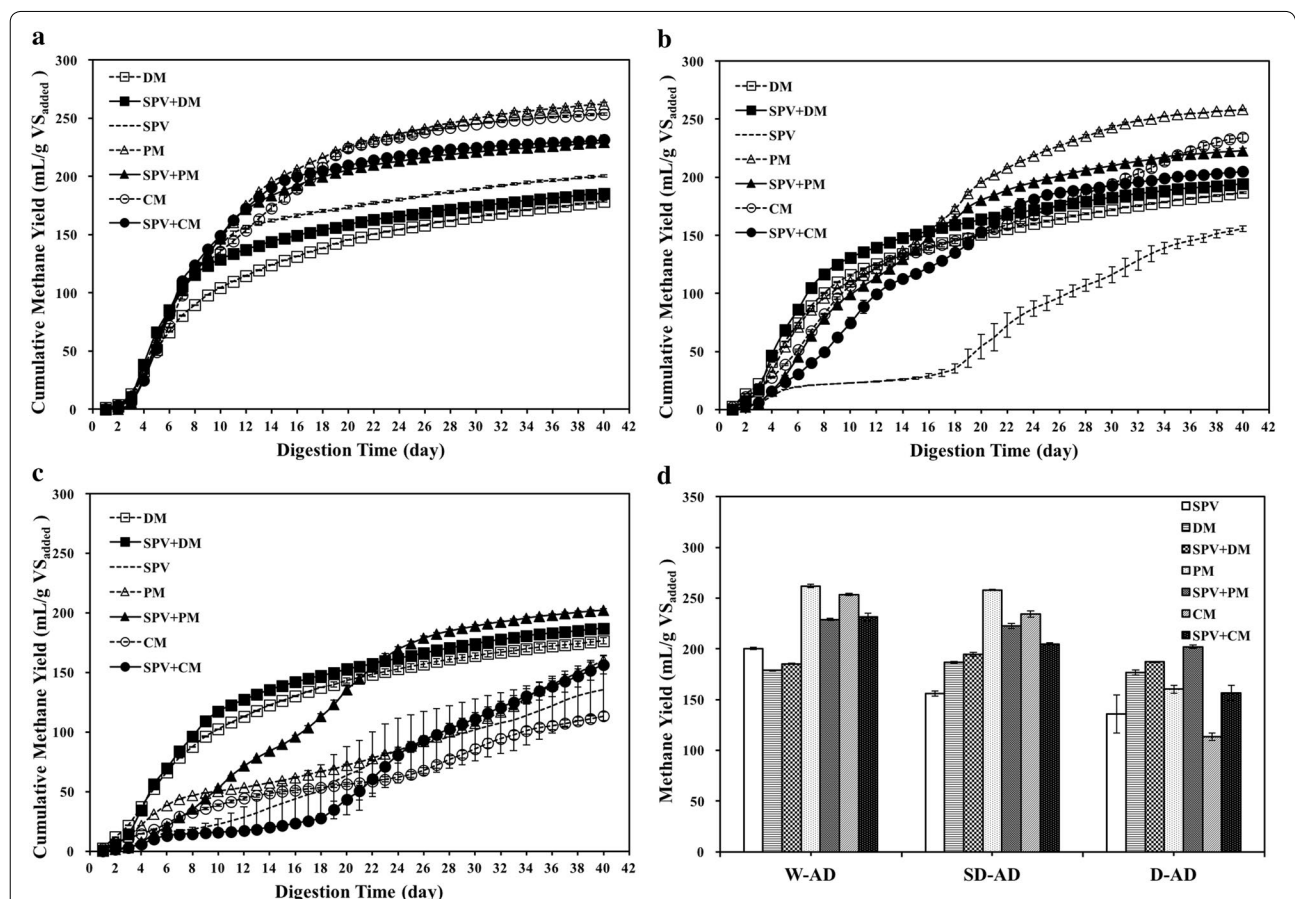 a
Cumulative Methane Yield (mL/g VSadded )
300
250
200
150
100
50
0
DM
SPV+DM
SPV
PM
SPV+PM
CM
SPV+CM
0 2 4 6 8 10 12 14 16 18 20 22 24 26 28 30 32 34 36 38 40 42
Digestion Time (day)
b
Cumulative Methane Yield (mL/g VSadded )
300
250
200
150
100
50
0
DM
SPV+DM
SPV
PM
SPV+PM
CM
SPV+CM
0 2 4 6 8 10 12 14 16 18 20 22 24 26 28 30 32 34 36 38 40 42
Digestion Time (day)
c
Cumulative Methane Yield (mL/g VSadded )
300
250
200
150
100
50
0
DM
SPV+DM
SPV
PM
SPV+PM
CM
SPV+CM
0 2 4 6 8 10 12 14 16 18 20 22 24 26 28 30 32 34 36 38 40 42
Digestion Time (day)
d
Methane Yield (mL/g VSadded )
350
300
250
200
150
100
50
0
SPV
DM
SPV+DM
PM
SPV+PM
CM
SPV+CM
W-AD SD-AD D-AD